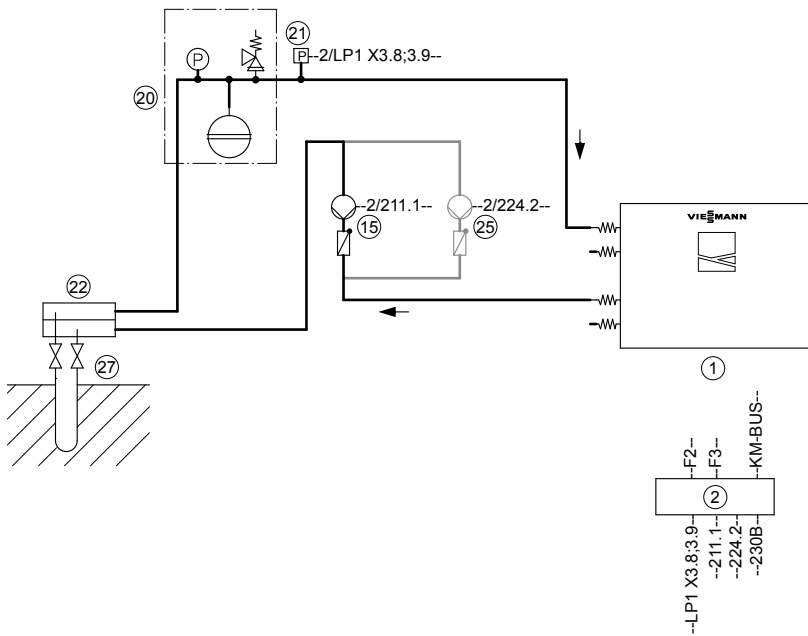 21
P
P
--2/LP1 X3.8;3.9--
20
--2/211.1--
--2/224.2--
15
25
VIESMANN
22
27
1
--F2--
--F3--
--KM-BUS--
2
--LP1 X3.8;3.9--
--211.1--
--224.2--
--230B--